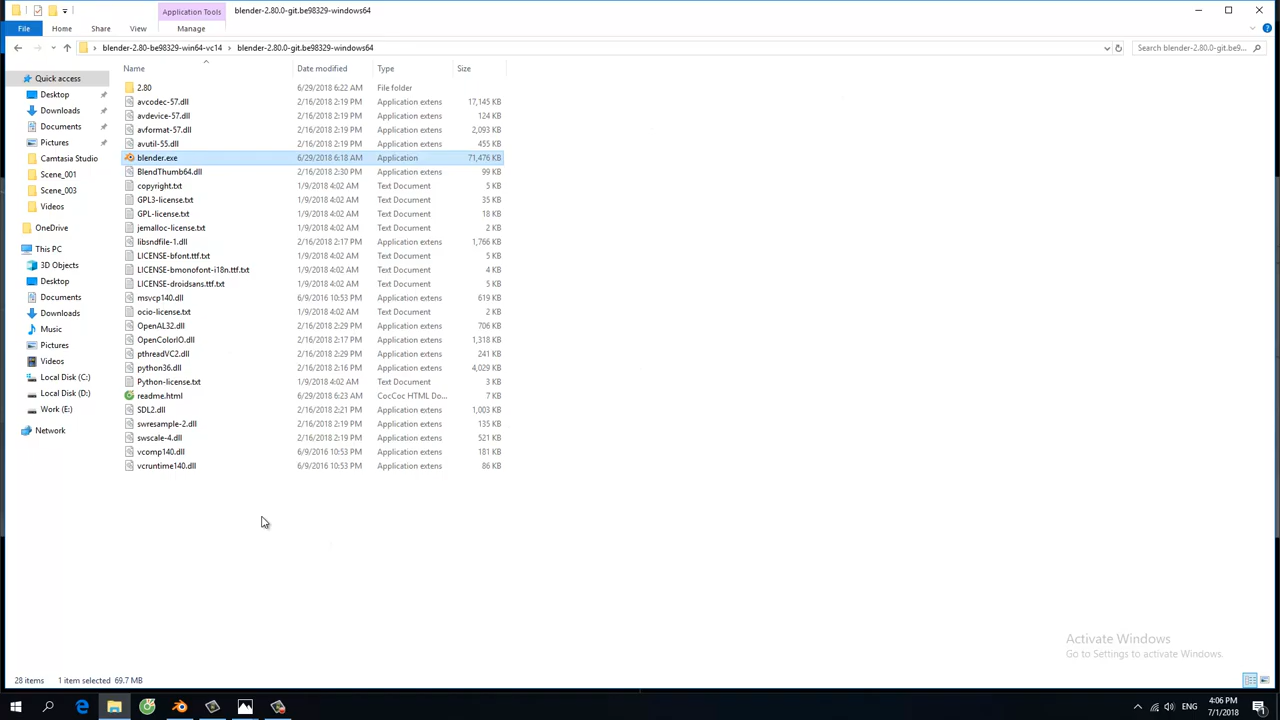 Application Tools blender-2.80.0-git.be98329-windows64
File Home Share View Manage
blender-2.80-be98329-win64-vc14 › blender-2.80.0-git.be98329-windows64 Search blender-2.80.0-git.be9...
Name Date modified Type Size
Quick access
Desktop
Downloads
Documents
Pictures
Camtasia Studio
Scene_001
Scene_003
Videos
OneDrive
This PC
3D Objects
Desktop
Documents
Downloads
Music
Pictures
Videos
Local Disk (C:)
Local Disk (D:)
Work (E:)
Network
2.80 6/29/2018 6:22 AM File folder
avcodec-57.dll 2/16/2018 2:19 PM Application extens 17,145 KB
avdevice-57.dll 2/16/2018 2:19 PM Application extens 124 KB
avformat-57.dll 2/16/2018 2:19 PM Application extens 2,093 KB
avutil-55.dll 2/16/2018 2:19 PM Application extens 455 KB
blender.exe 6/29/2018 6:18 AM Application 71,476 KB
BlendThumb64.dll 2/16/2018 2:30 PM Application extens 99 KB
copyright.txt 1/9/2018 4:02 AM Text Document 5 KB
GPL3-license.txt 1/9/2018 4:02 AM Text Document 35 KB
GPL-license.txt 1/9/2018 4:02 AM Text Document 18 KB
jemalloc-license.txt 1/9/2018 4:02 AM Text Document 2 KB
libsndfile-1.dll 2/16/2018 2:17 PM Application extens 1,766 KB
LICENSE-bfont.ttf.txt 1/9/2018 4:02 AM Text Document 5 KB
LICENSE-bmonofont-i18n.ttf.txt 1/9/2018 4:02 AM Text Document 4 KB
LICENSE-droidsans.ttf.txt 1/9/2018 4:02 AM Text Document 5 KB
msvcp140.dll 6/9/2016 10:53 PM Application extens 619 KB
ocio-license.txt 1/9/2018 4:02 AM Text Document 2 KB
OpenAL32.dll 2/16/2018 2:29 PM Application extens 706 KB
OpenColorIO.dll 2/16/2018 2:19 PM Application extens 1,318 KB
pthreadVC2.dll 2/16/2018 2:29 PM Application extens 241 KB
python36.dll 2/16/2018 2:16 PM Application extens 4,029 KB
Python-license.txt 1/9/2018 4:02 AM Text Document 3 KB
readme.html 6/29/2018 6:23 AM CocCoc HTML Do... 7 KB
SDL2.dll 2/16/2018 2:21 PM Application extens 1,003 KB
swresample-2.dll 2/16/2018 2:19 PM Application extens 135 KB
swscale-4.dll 2/16/2018 2:19 PM Application extens 521 KB
vcomp140.dll 6/9/2016 10:53 PM Application extens 181 KB
vcruntime140.dll 6/9/2016 10:53 PM Application extens 86 KB
Activate Windows
Go to Settings to activate Windows.
28 items 1 item selected 69.7 MB
ENG 4:06 PM
7/1/2018